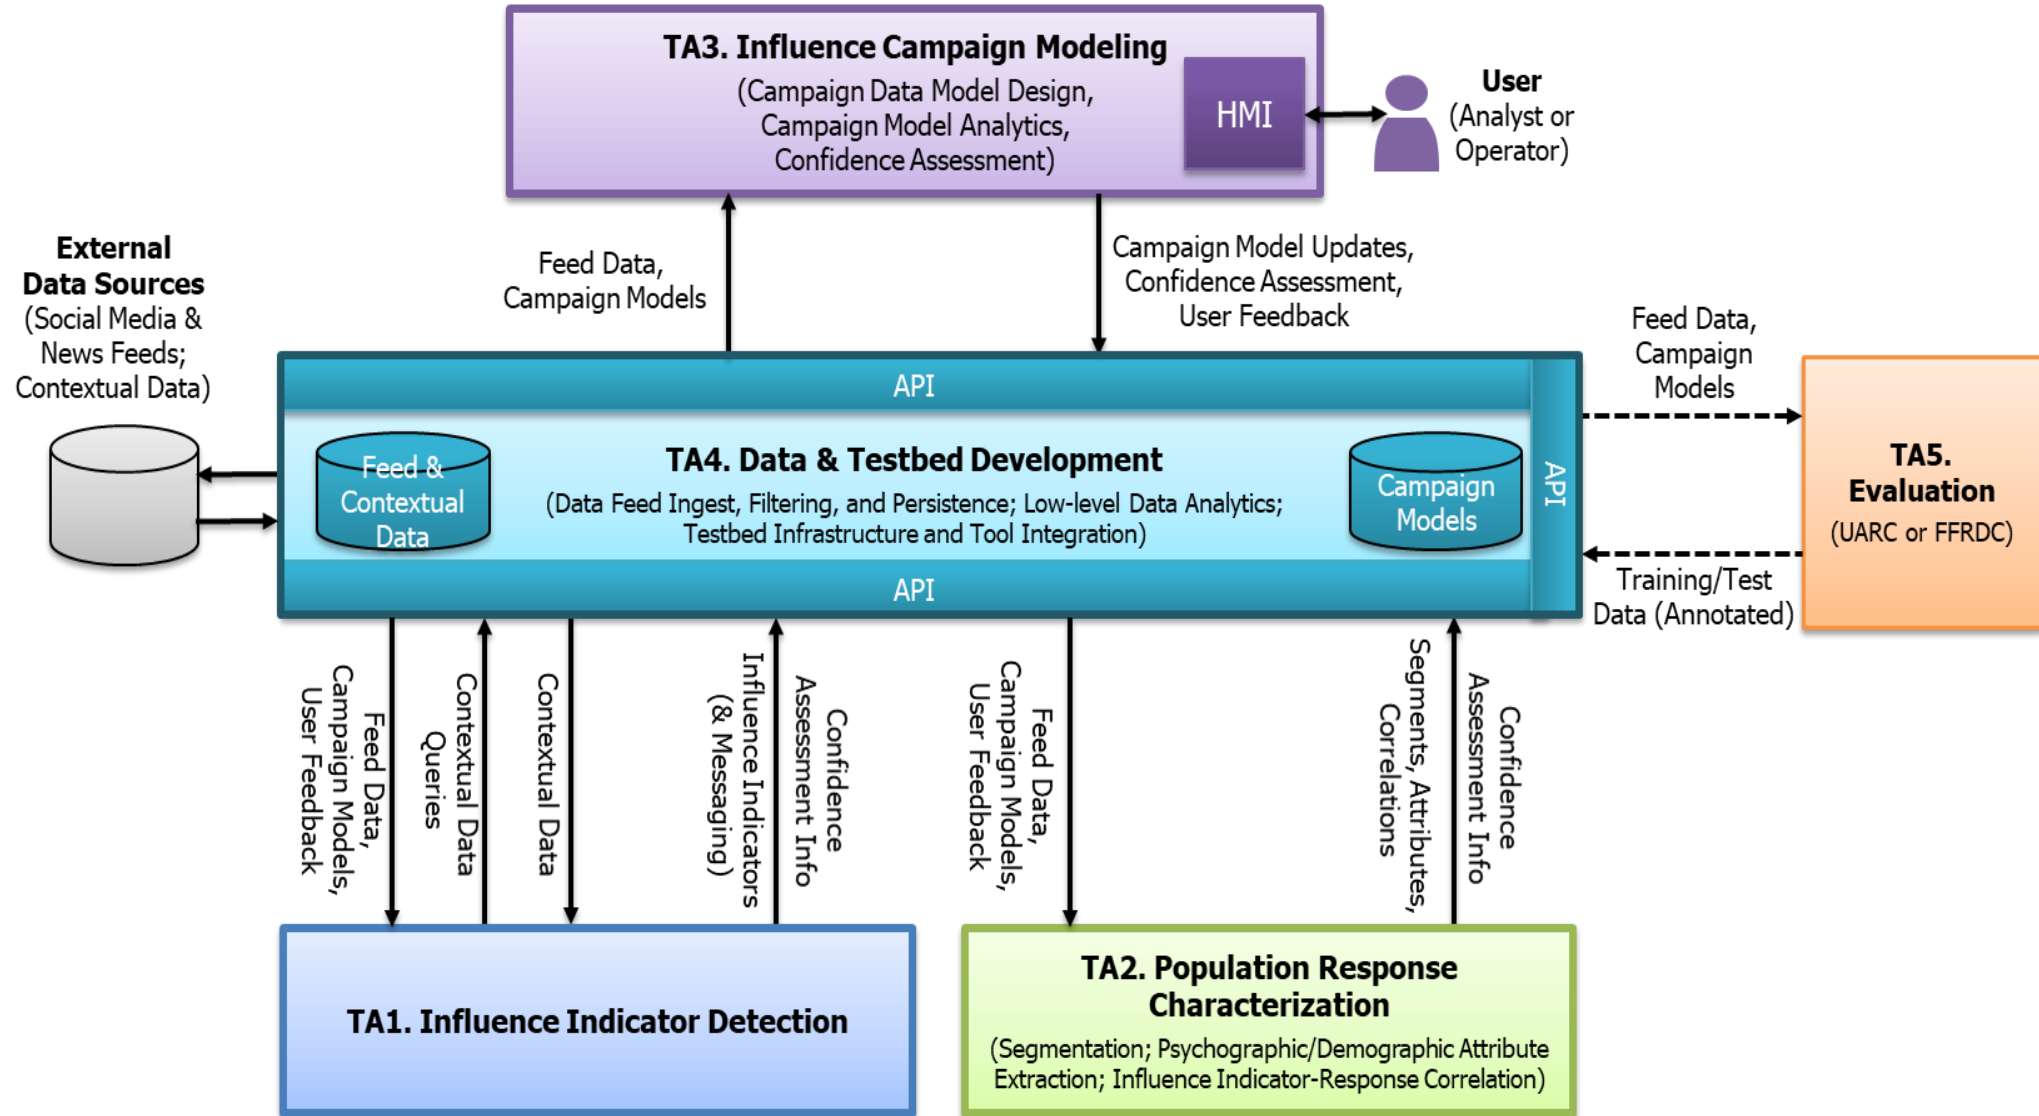 TA3. Influence Campaign Modeling
(Campaign Data Model Design,
Campaign Model Analytics,
Confidence Assessment)
HMI
User
(Analyst or
Operator)
External
Data Sources
(Social Media &
News Feeds;
Contextual Data)
Feed Data,
Campaign Models
Campaign Model Updates,
Confidence Assessment,
User Feedback
Feed Data,
Campaign
Models
API
TA4. Data & Testbed Development
(Data Feed Ingest, Filtering, and Persistence; Low-level Data Analytics;
Testbed Infrastructure and Tool Integration)
Feed &
Contextual
Data
Campaign
Models
API
API
TA5.
Evaluation
(UARC or FFRDC)
Training/Test
Data (Annotated)
Feed Data,
Campaign Models,
User Feedback
Contextual Data
Queries
Contextual Data
Confidence
Assessment Info
Influence Indicators
(& Messaging)
Feed Data,
Campaign Models,
User Feedback
Confidence
Assessment Info
Segments, Attributes,
Correlations
TA1. Influence Indicator Detection
TA2. Population Response
Characterization
(Segmentation; Psychographic/Demographic Attribute
Extraction; Influence Indicator-Response Correlation)